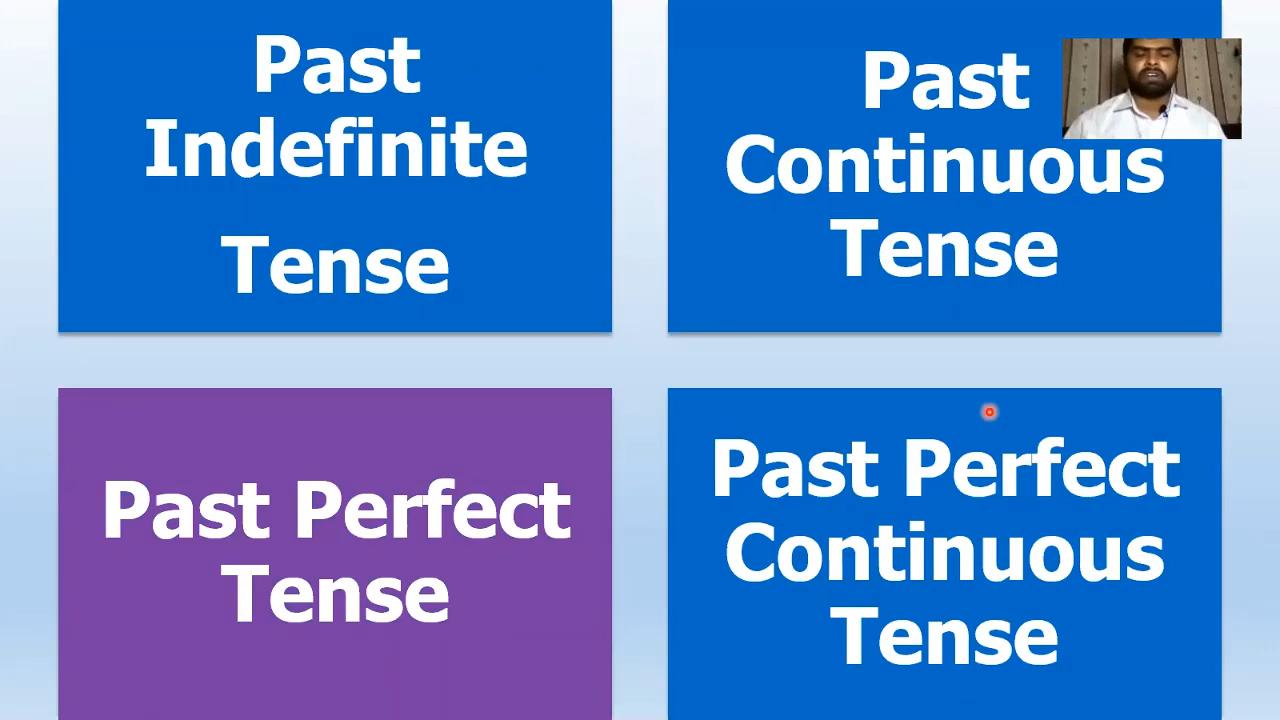 Past
Indefinite
Tense
Past
Continuous
Tense
Past Perfect
Tense
Past Perfect
Continuous
Tense